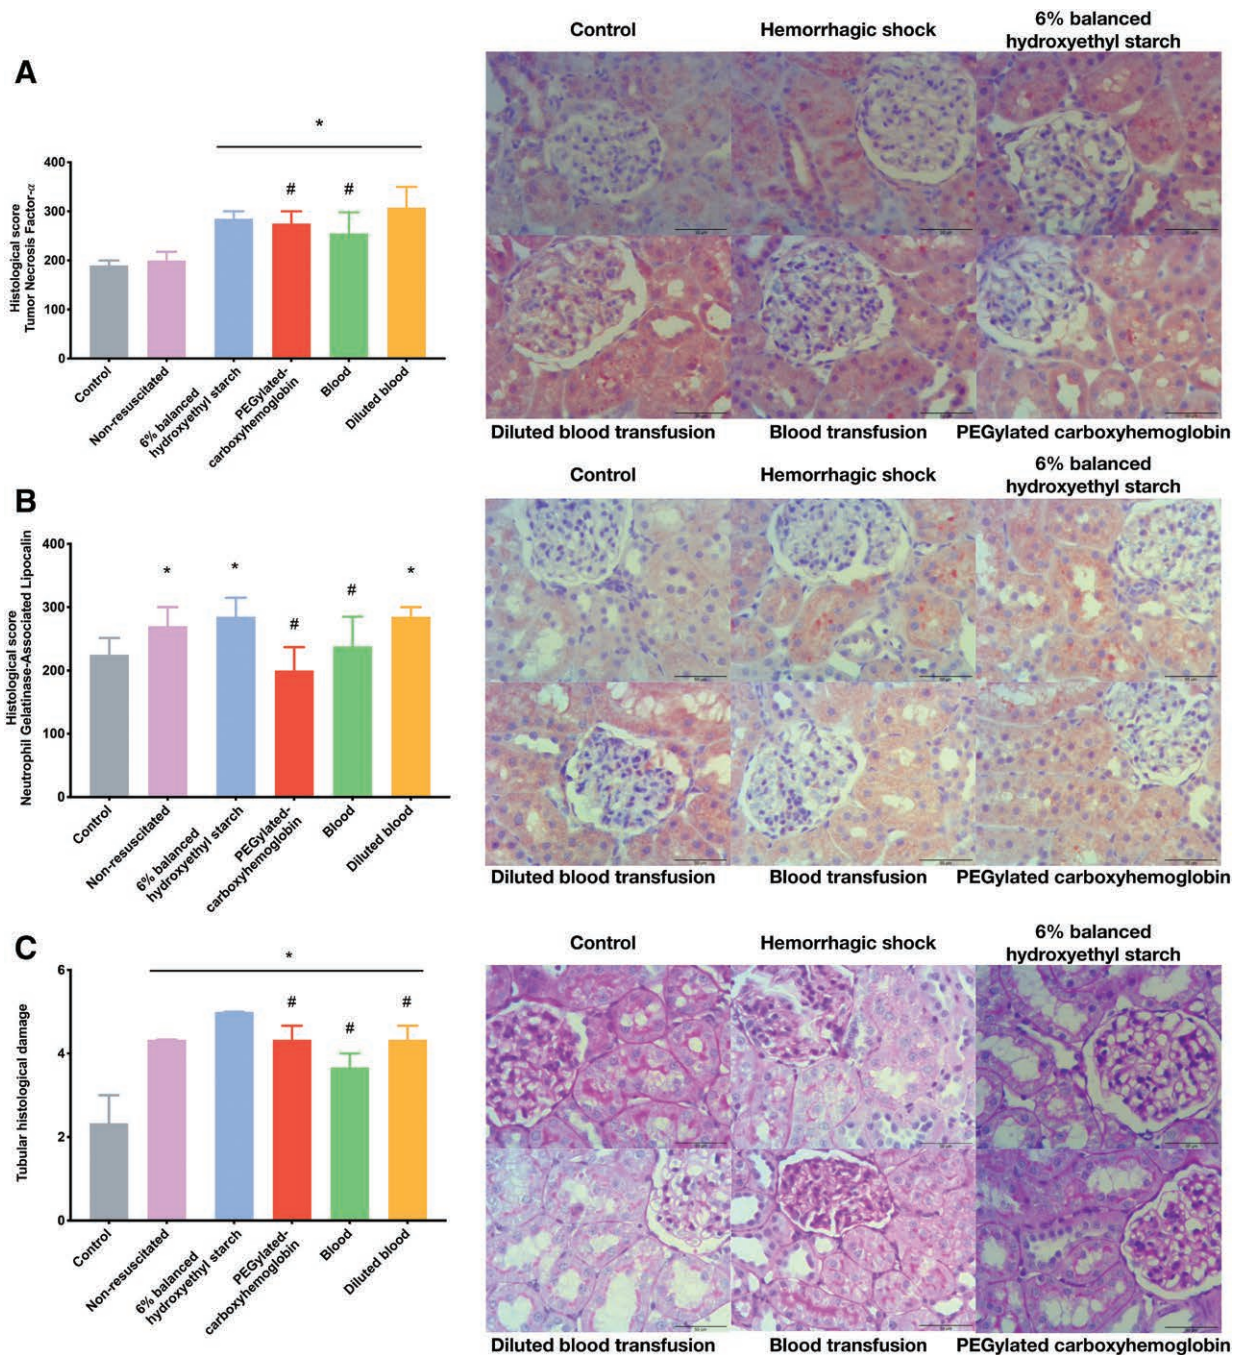 Control
Hemorrhagic shock
6% balanced
hydroxyethyl starch
A
*
#
#
400
300
200
100
0
Histological score
Tumor Necrosis Factor-α
Control
Non-resuscitated
6% balanced
hydroxyethyl starch
PEGylated-
carboxyhemoglobin
Blood
Diluted blood
Diluted blood transfusion
Blood transfusion
PEGylated carboxyhemoglobin
Control
Hemorrhagic shock
6% balanced
hydroxyethyl starch
B
*
*
#
#
*
400
300
200
100
0
Histological score
Neutrophil Gelatinase-Associated Lipocalin
Control
Non-resuscitated
6% balanced
hydroxyethyl starch
PEGylated-
carboxyhemoglobin
Blood
Diluted blood
Diluted blood transfusion
Blood transfusion
PEGylated carboxyhemoglobin
Control
Hemorrhagic shock
6% balanced
hydroxyethyl starch
C
*
#
#
#
6
4
2
0
Tubular histological damage
Control
Non-resuscitated
6% balanced
hydroxyethyl starch
PEGylated-
carboxyhemoglobin
Blood
Diluted blood
Diluted blood transfusion
Blood transfusion
PEGylated carboxyhemoglobin